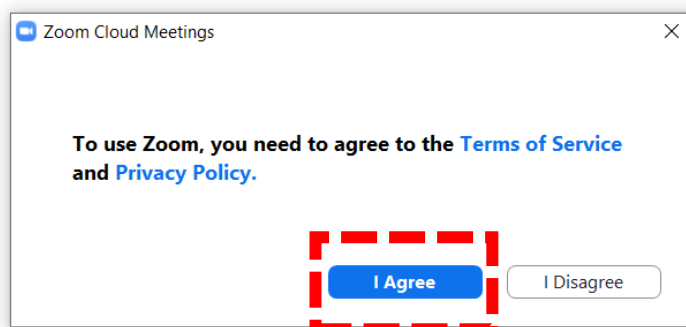 Zoom Cloud Meetings
To use Zoom, you need to agree to the Terms of Service
and Privacy Policy.
I Agree
I Disagree